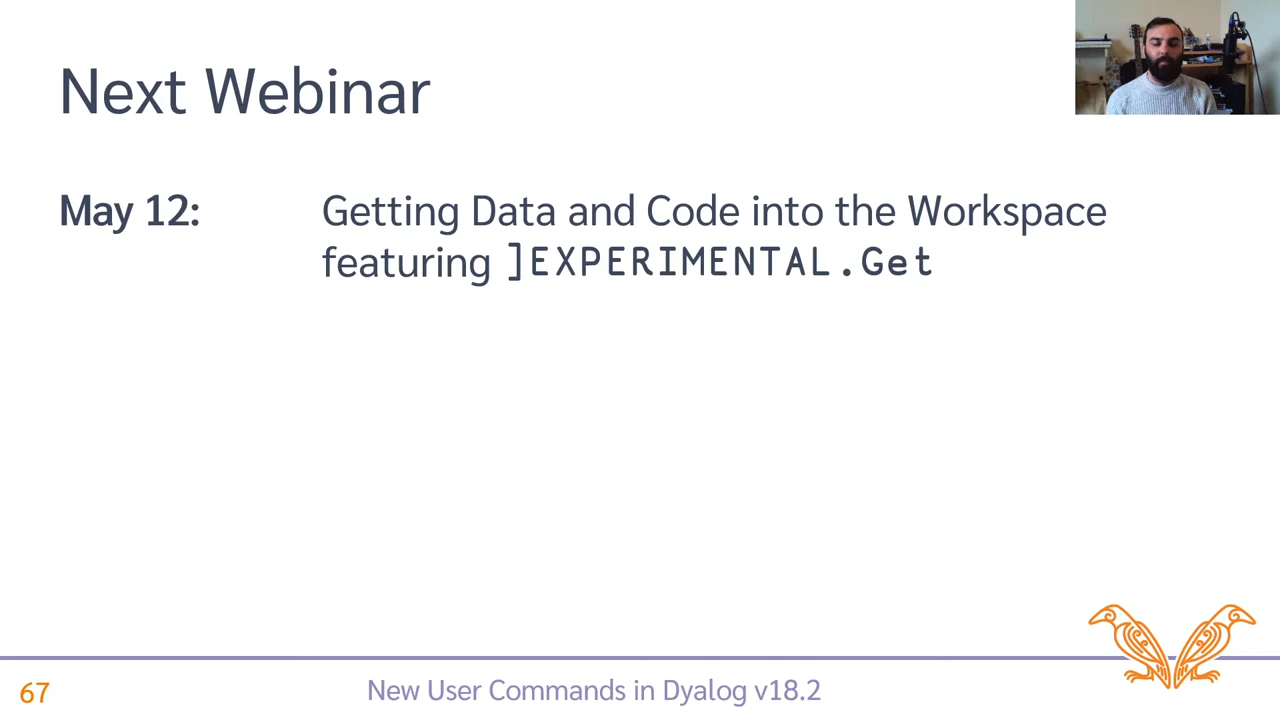 Next Webinar
May 12: Getting Data and Code into the Workspace
featuring ]EXPERIMENTAL.Get
67 New User Commands in Dyalog v18.2